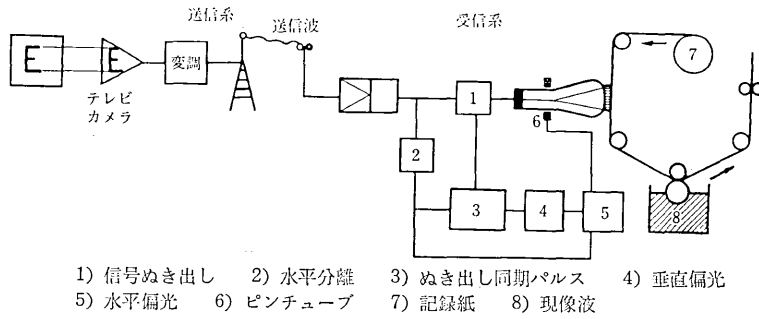 送信系
送信波
受信系
E
E
変調
テレビ
カメラ
1
2
3
4
5
6
7
8
1) 信号ぬき出し 2) 水平分離 3) ぬき出し同期パルス 4) 垂直偏光
5) 水平偏光 6) ピンチューブ 7) 記録紙 8) 現像液